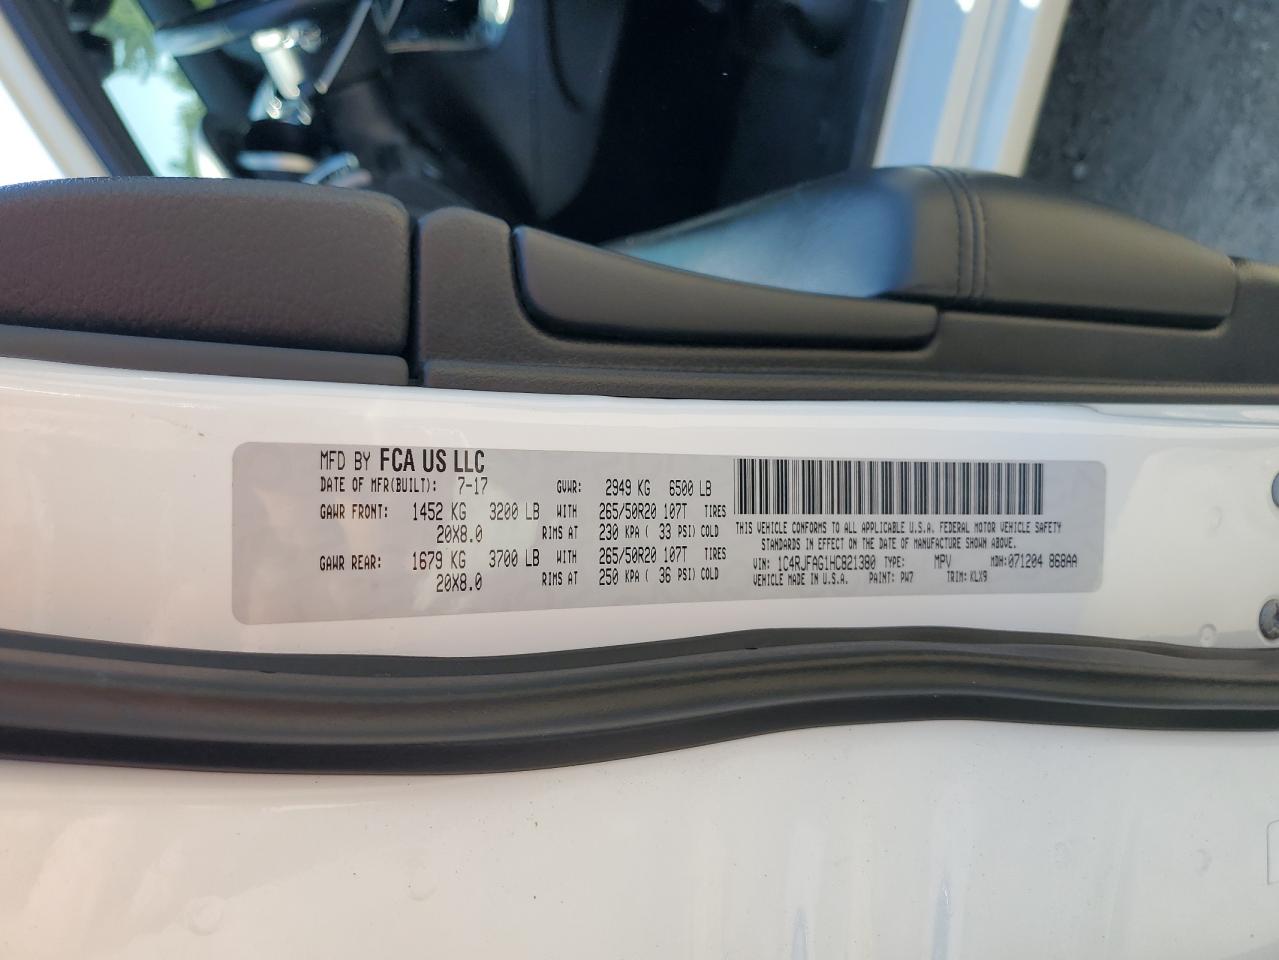 MFD BY FCA US LLC
DATE OF MFR(BUILT): 7-17 GVWR: 2949 KG 6500 LB
GAWR FRONT: 1452 KG 3200 LB WITH 265/50R20 107T TIRES
20X8.0 RIMS AT 230 KPA ( 33 PSI) COLD
GAWR REAR: 1679 KG 3700 LB WITH 265/50R20 107T TIRES
20X8.0 RIMS AT 250 KPA ( 36 PSI) COLD
THIS VEHICLE CONFORMS TO ALL APPLICABLE U.S.A. FEDERAL MOTOR VEHICLE SAFETY
STANDARDS IN EFFECT ON THE DATE OF MANUFACTURE SHOWN ABOVE.
VIN: 1C4RJFAG1HC821380 TYPE: MPV MDH: 071204 868AA
VEHICLE MADE IN U.S.A. PAINT: PW7 TRIM: KLX9